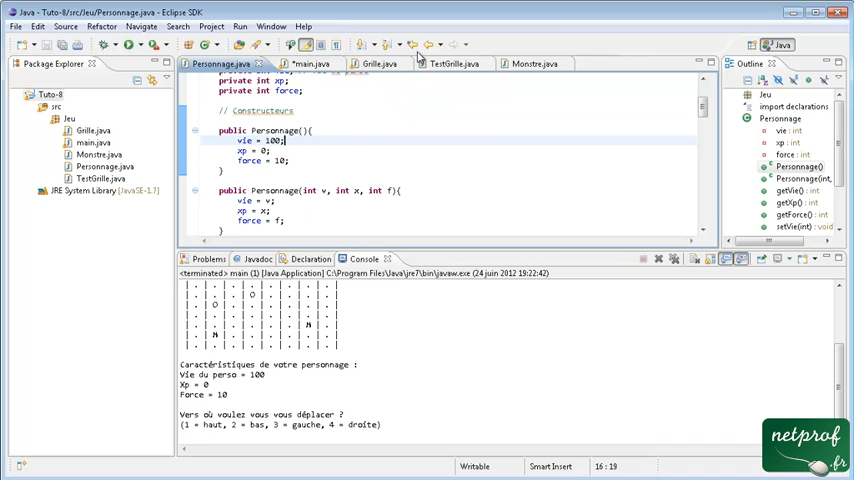 Java - Tuto-8/src/Jeu/Personnage.java - Eclipse SDK
File Edit Source Refactor Navigate Search Project Run Window Help
Java
Package Explorer
Tuto-8
src
Jeu
Grille.java
main.java
Monstre.java
Personnage.java
TestGrille.java
JRE System Library [JavaSE-1.7]
Personnage.java *main.java Grille.java TestGrille.java Monstre.java
private int xp;
private int force;
// Constructeurs
public Personnage(){
vie = 100;
xp = 0;
force = 10;
}
public Personnage(int v, int x, int f){
vie = v;
xp = x;
force = f;
}
Outline
Jeu
import declarations
Personnage
vie : int
xp : int
force : int
Personnage()
Personnage(int,
getVie() : int
getXp() : int
getForce() : int
setVie(int) : void
Problems Javadoc Declaration Console
<terminated> main (1) [Java Application] C:\Program Files\Java\jre7\bin\javaw.exe (24 juin 2012 19:22:42)
| . | . | . | . | . | . | . | . |
| . | . | . | O | . | . | . | . |
| . | O | . | . | . | . | . | . |
| . | . | . | . | . | . | . | . |
| . | . | . | . | . | . | M | . |
| . | M | . | . | . | . | . | . |
| . | . | . | . | . | . | . | . |
Caractéristiques de votre personnage :
Vie du perso = 100
Xp = 0
Force = 10
Vers où voulez vous vous déplacer ?
(1 = haut, 2 = bas, 3 = gauche, 4 = droite)
Writable Smart Insert 16 : 19
netprof
.fr